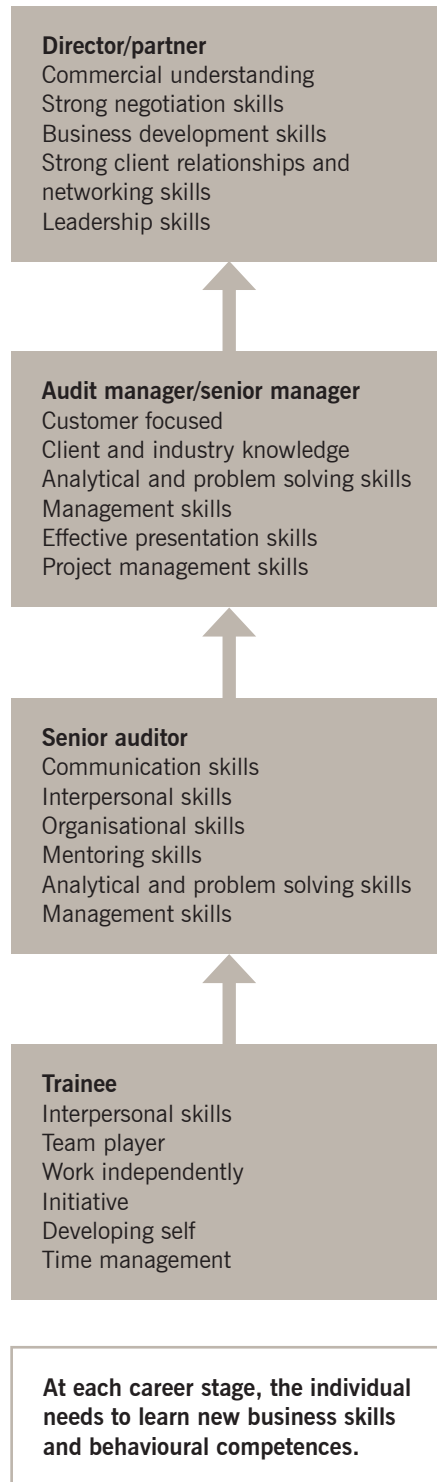 Director/partner
Commercial understanding
Strong negotiation skills
Business development skills
Strong client relationships and
networking skills
Leadership skills
Audit manager/senior manager
Customer focused
Client and industry knowledge
Analytical and problem solving skills
Management skills
Effective presentation skills
Project management skills
Senior auditor
Communication skills
Interpersonal skills
Organisational skills
Mentoring skills
Analytical and problem solving skills
Management skills
Trainee
Interpersonal skills
Team player
Work independently
Initiative
Developing self
Time management
At each career stage, the individual
needs to learn new business skills
and behavioural competences.